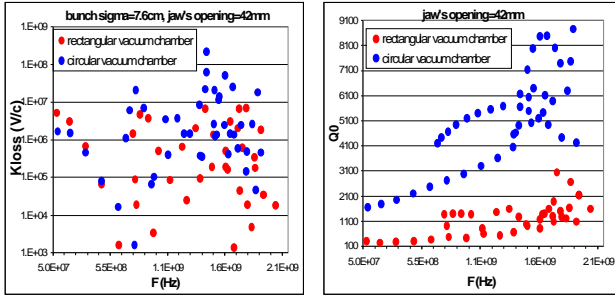 bunch sigma=7.6cm, jaw's opening=42mm
Kloss (V/c)
1.E+09
1.E+08
1.E+07
1.E+06
1.E+05
1.E+04
1.E+03
rectangular vacuum chamber
circular vacuum chamber
5.0E+07
5.5E+08
1.1E+09
1.6E+09
2.1E+09
F(Hz)
jaw's opening=42mm
Q0
9100
8100
7100
6100
5100
4100
3100
2100
1100
100
rectangular vacuum chamber
circular vacuum chamber
5.0E+07
5.5E+08
1.1E+09
1.6E+09
2.1E+09
F(Hz)